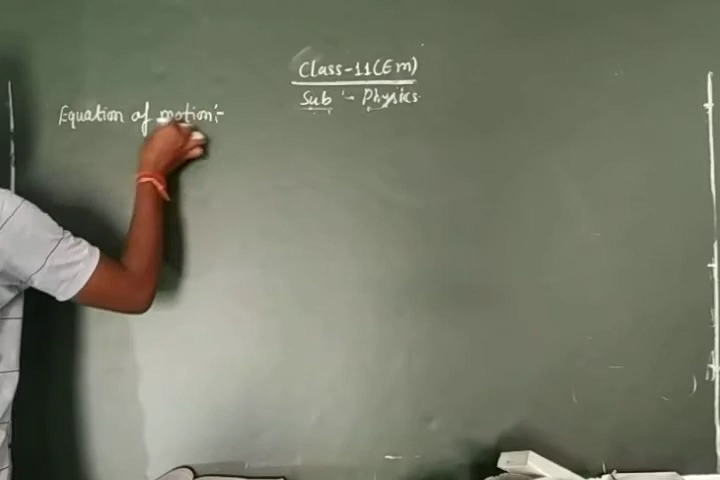 Class-11(Em)
Sub :- Physics
Equation of motion:-